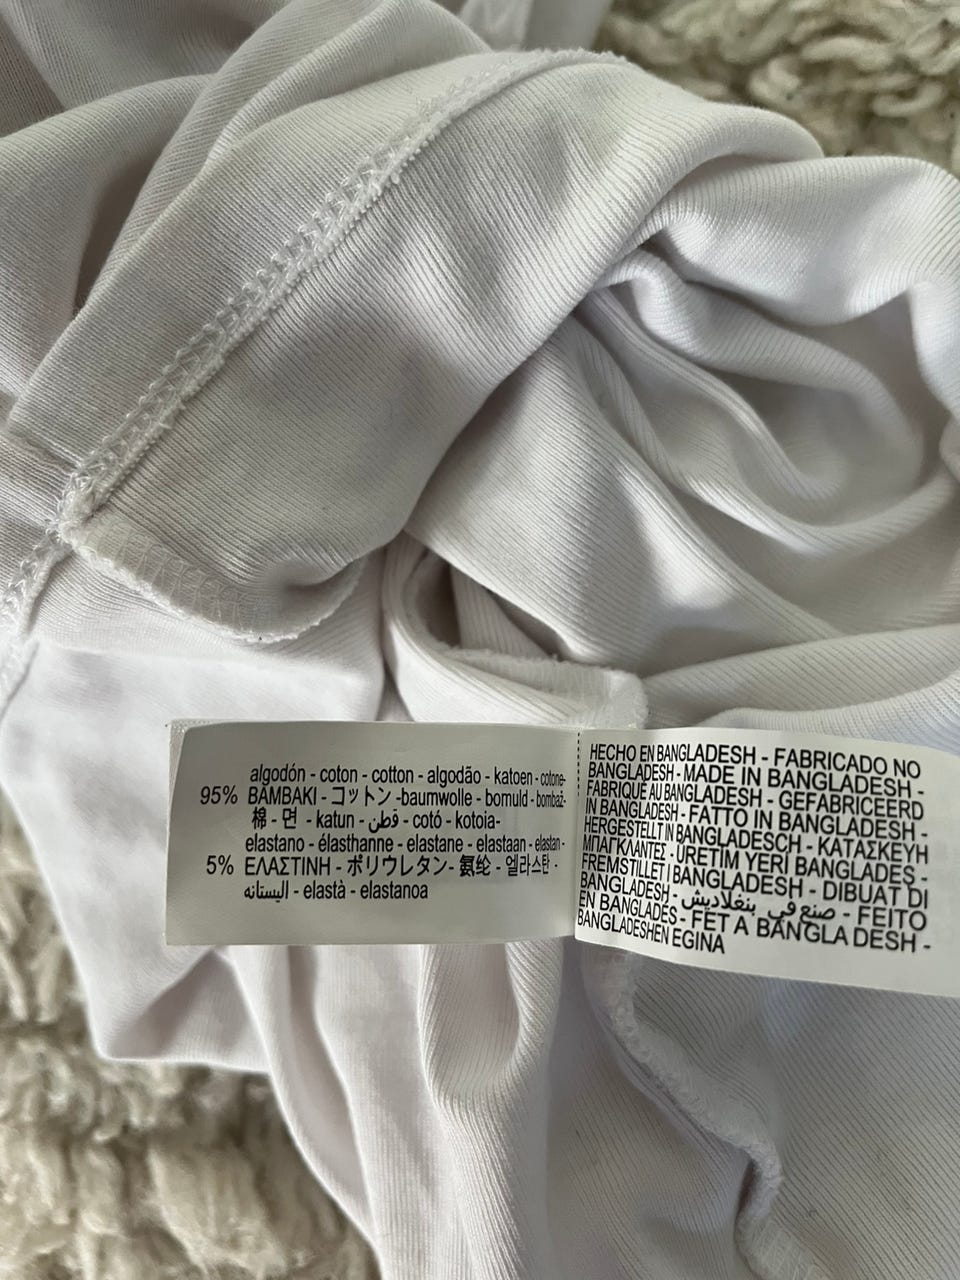 algodón - coton - cotton - algodão - katoen - cotone-
95% BAMBAKI - コットン -baumwolle - bomuld - bombaž-
棉 - 면 - katun - قطن - cotó - kotoia-
elastano - élasthanne - elastane - elastaan - elastan -
5% ΕΛΑΣΤΙΝΗ - ポリウレタン- 氨纶 - 엘라스탄 -
اليستانه - elastà - elastanoa
HECHO EN BANGLADESH - FABRICADO NO
BANGLADESH - MADE IN BANGLADESH -
FABRIQUÉ AU BANGLADESH - GEFABRICEERD
IN BANGLADESH - FATTO IN BANGLADESH -
HERGESTELLT IN BANGLADESCH - ΚΑΤΑΣΚΕΥΗ
ΜΠΑΓΚΛΑΝΤΕΣ - ÜRETİM YERİ BANGLADEŞ -
FREMSTILLET I BANGLADESH - DIBUAT DI
BANGLADESH - صنع في بنغلاديش - FEITO
EN BANGLADÉS - FET A BANGLA DESH -
BANGLADESHEN EGINA